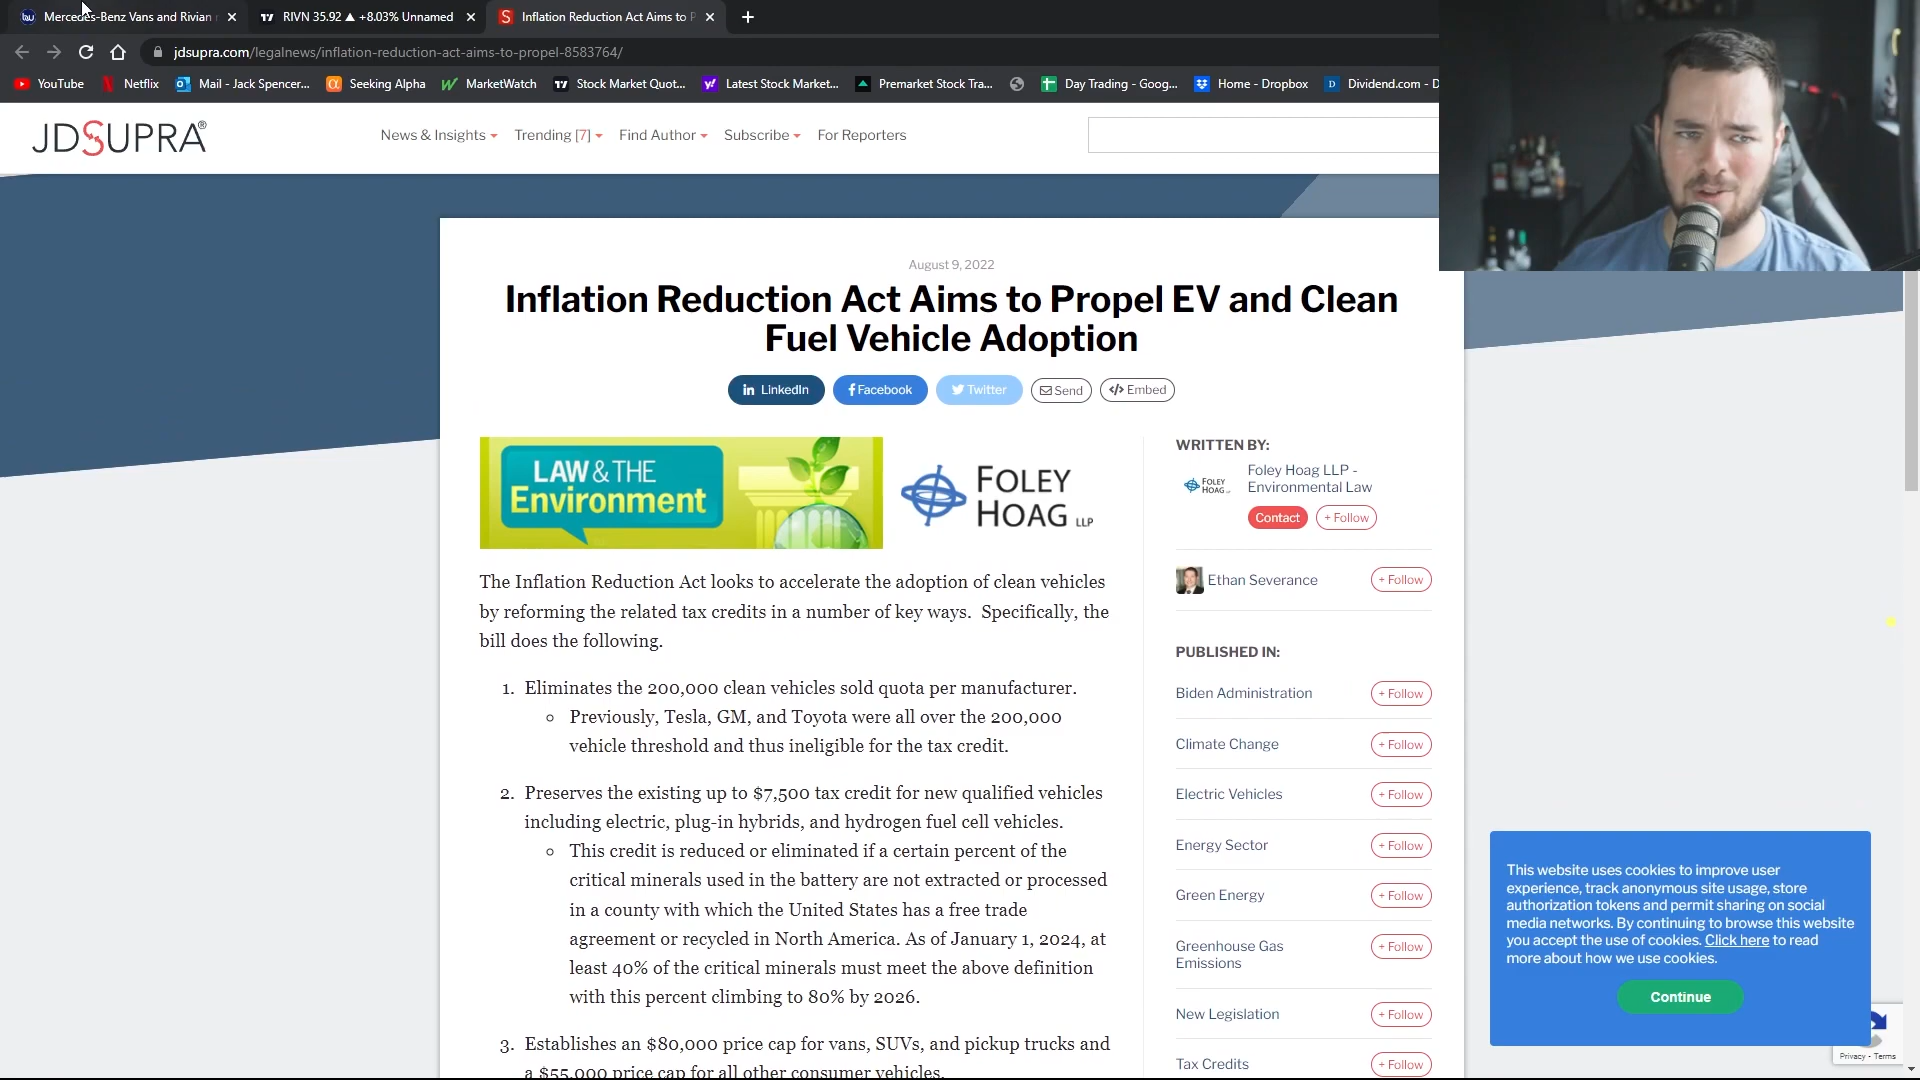 Mercedes-Benz Vans and Rivian
RIVN 35.92 ▲ +8.03% Unnamed
Inflation Reduction Act Aims to P
jdsupra.com/legalnews/inflation-reduction-act-aims-to-propel-8583764/
YouTube
Netflix
Mail - Jack Spencer...
Seeking Alpha
MarketWatch
Stock Market Quot...
Latest Stock Market...
Premarket Stock Tra...
Day Trading - Goog...
Home - Dropbox
Dividend.com - D
JDSUPRA®
News & Insights
Trending [7]
Find Author
Subscribe
For Reporters
August 9, 2022
Inflation Reduction Act Aims to Propel EV and Clean
Fuel Vehicle Adoption
LinkedIn
Facebook
Twitter
Send
Embed
LAW & THE
Environment
FOLEY
HOAG LLP
The Inflation Reduction Act looks to accelerate the adoption of clean vehicles
by reforming the related tax credits in a number of key ways.  Specifically, the
bill does the following.
1. Eliminates the 200,000 clean vehicles sold quota per manufacturer.
Previously, Tesla, GM, and Toyota were all over the 200,000
vehicle threshold and thus ineligible for the tax credit.
2. Preserves the existing up to $7,500 tax credit for new qualified vehicles
including electric, plug-in hybrids, and hydrogen fuel cell vehicles.
This credit is reduced or eliminated if a certain percent of the
critical minerals used in the battery are not extracted or processed
in a county with which the United States has a free trade
agreement or recycled in North America. As of January 1, 2024, at
least 40% of the critical minerals must meet the above definition
with this percent climbing to 80% by 2026.
3. Establishes an $80,000 price cap for vans, SUVs, and pickup trucks and
a $55,000 price cap for all other consumer vehicles.
WRITTEN BY:
FOLEY HOAG LLP
Foley Hoag LLP -
Environmental Law
Contact
+ Follow
Ethan Severance
+ Follow
PUBLISHED IN:
Biden Administration
+ Follow
Climate Change
+ Follow
Electric Vehicles
+ Follow
Energy Sector
+ Follow
Green Energy
+ Follow
Greenhouse Gas
Emissions
+ Follow
New Legislation
+ Follow
Tax Credits
+ Follow
This website uses cookies to improve user
experience, track anonymous site usage, store
authorization tokens and permit sharing on social
media networks. By continuing to browse this website
you accept the use of cookies. Click here to read
more about how we use cookies.
Continue
Privacy - Terms